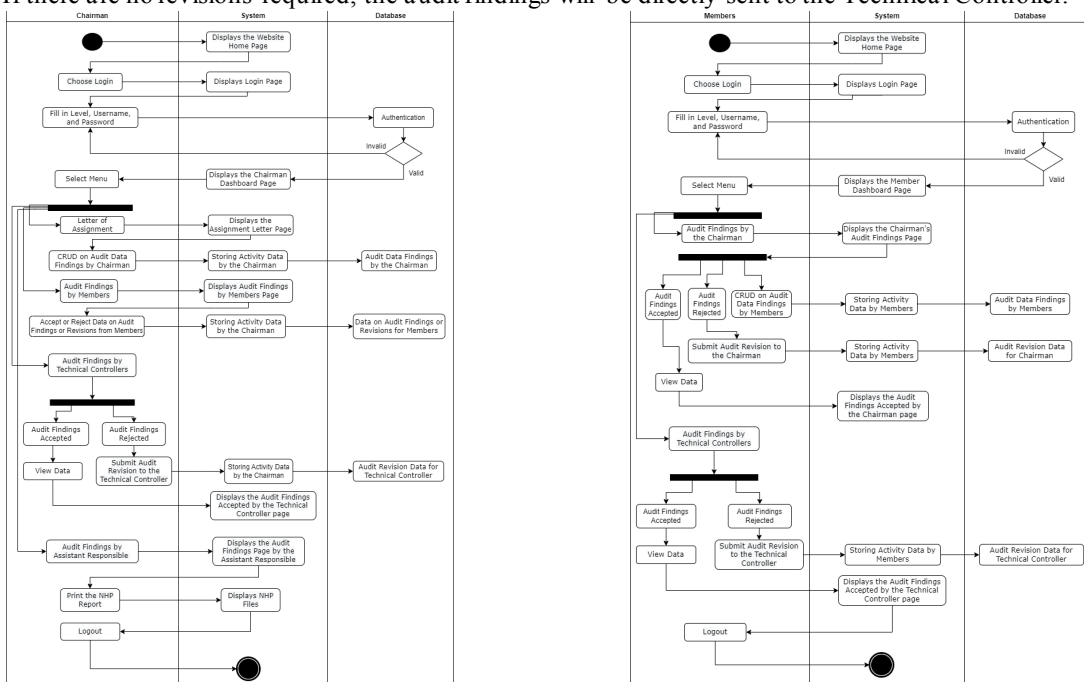 If there are no revisions required, the audit findings will be directly sent to the Technical Controller.
Chairman
System
Database
Displays the Website
Home Page
Choose Login
Displays Login Page
Fill in Level, Username,
and Password
Authentication
Invalid
Valid
Select Menu
Displays the Chairman
Dashboard Page
Letter of
Assignment
Displays the
Assignment Letter Page
CRUD on Audit Data
Findings by Chairman
Storing Activity Data
by the Chairman
Audit Data Findings
by the Chairman
Audit Findings
by Members
Displays Audit Findings
by Members Page
Accept or Reject Data on Audit
Findings or Revisions from Members
Storing Activity Data
by the Chairman
Data on Audit Findings or
Revisions for Members
Audit Findings by
Technical Controllers
Audit Findings
Accepted
Audit Findings
Rejected
View Data
Submit Audit
Revision to the
Technical Controller
Storing Activity Data
by the Chairman
Audit Revision Data for
Technical Controller
Displays the Audit Findings
Accepted by the Technical
Controller page
Audit Findings by
Assistant Responsible
Displays the Audit
Findings Page by the
Assistant Responsible
Print the NHP
Report
Displays NHP
Files
Logout
Members
System
Database
Displays the Website
Home Page
Choose Login
Displays Login Page
Fill in Level, Username,
and Password
Authentication
Invalid
Valid
Select Menu
Displays the Member
Dashboard Page
Audit Findings by
the Chairman
Displays the Chairman's
Audit Findings Page
Audit
Findings
Accepted
Audit
Findings
Rejected
CRUD on Audit
Data Findings
by Members
Storing Activity
Data by Members
Audit Data Findings
by Members
Submit Audit Revision to
the Chairman
Storing Activity
Data by Members
Audit Revision Data
for Chairman
View Data
Displays the Audit
Findings Accepted by
the Chairman page
Audit Findings by
Technical Controllers
Audit Findings
Accepted
Audit Findings
Rejected
View Data
Submit Audit Revision
to the Technical
Controller
Storing Activity Data by
Members
Audit Revision Data for
Technical Controller
Displays the Audit Findings
Accepted by the Technical
Controller page
Logout